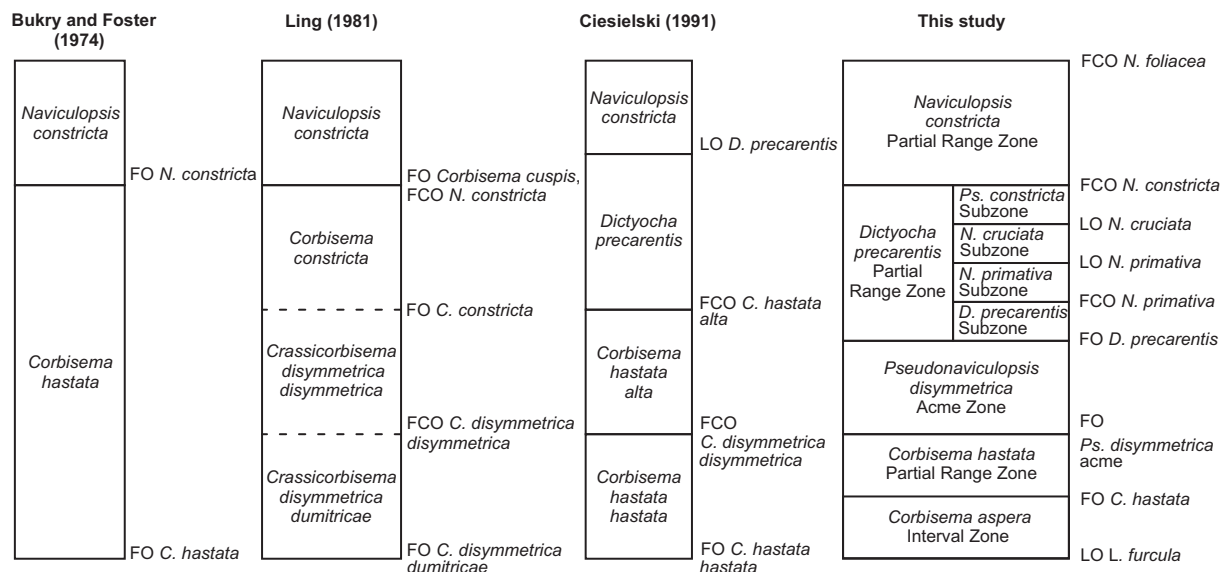 Bukry and Foster
(1974)
Naviculopsis
constricta
FO N. constricta
Corbisema
hastata
FO C. hastata
Ling (1981)
Naviculopsis
constricta
FO Corbisema cuspis,
FCO N. constricta
Corbisema
constricta
FO C. constricta
Crassicorbisema
disymmetrica
disymmetrica
FCO C. disymmetrica
disymmetrica
Crassicorbisema
disymmetrica
dumitricae
FO C. disymmetrica
dumitricae
Ciesielski (1991)
Naviculopsis
constricta
LO D. precarentis
Dictyocha
precarentis
FCO C. hastata
alta
Corbisema
hastata
alta
FCO
C. disymmetrica
disymmetrica
Corbisema
hastata
hastata
FO C. hastata
hastata
This study
FCO N. foliacea
Naviculopsis
constricta
Partial Range Zone
FCO N. constricta
Dictyocha
precarentis
Partial
Range Zone
Ps. constricta
Subzone
LO N. cruciata
N. cruciata
Subzone
LO N. primativa
N. primativa
Subzone
FCO N. primativa
D. precarentis
Subzone
FO D. precarentis
Pseudonaviculopsis
disymmetrica
Acme Zone
FO
Ps. disymmetrica
acme
Corbisema hastata
Partial Range Zone
FO C. hastata
Corbisema aspera
Interval Zone
LO L. furcula